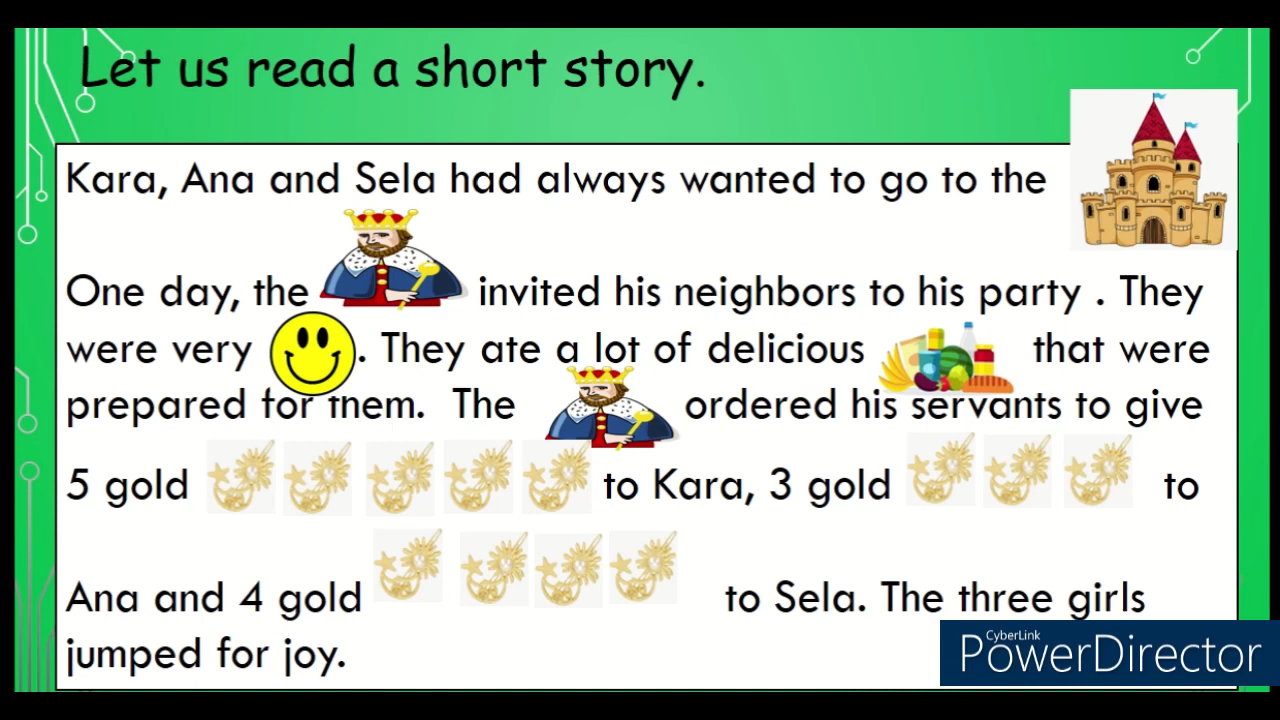 Let us read a short story.
Kara, Ana and Sela had always wanted to go to the
One day, the invited his neighbors to his party . They
were very . They ate a lot of delicious that were
prepared for them. The ordered his servants to give
5 gold to Kara, 3 gold to
Ana and 4 gold to Sela. The three girls
jumped for joy.
CyberLink
PowerDirector